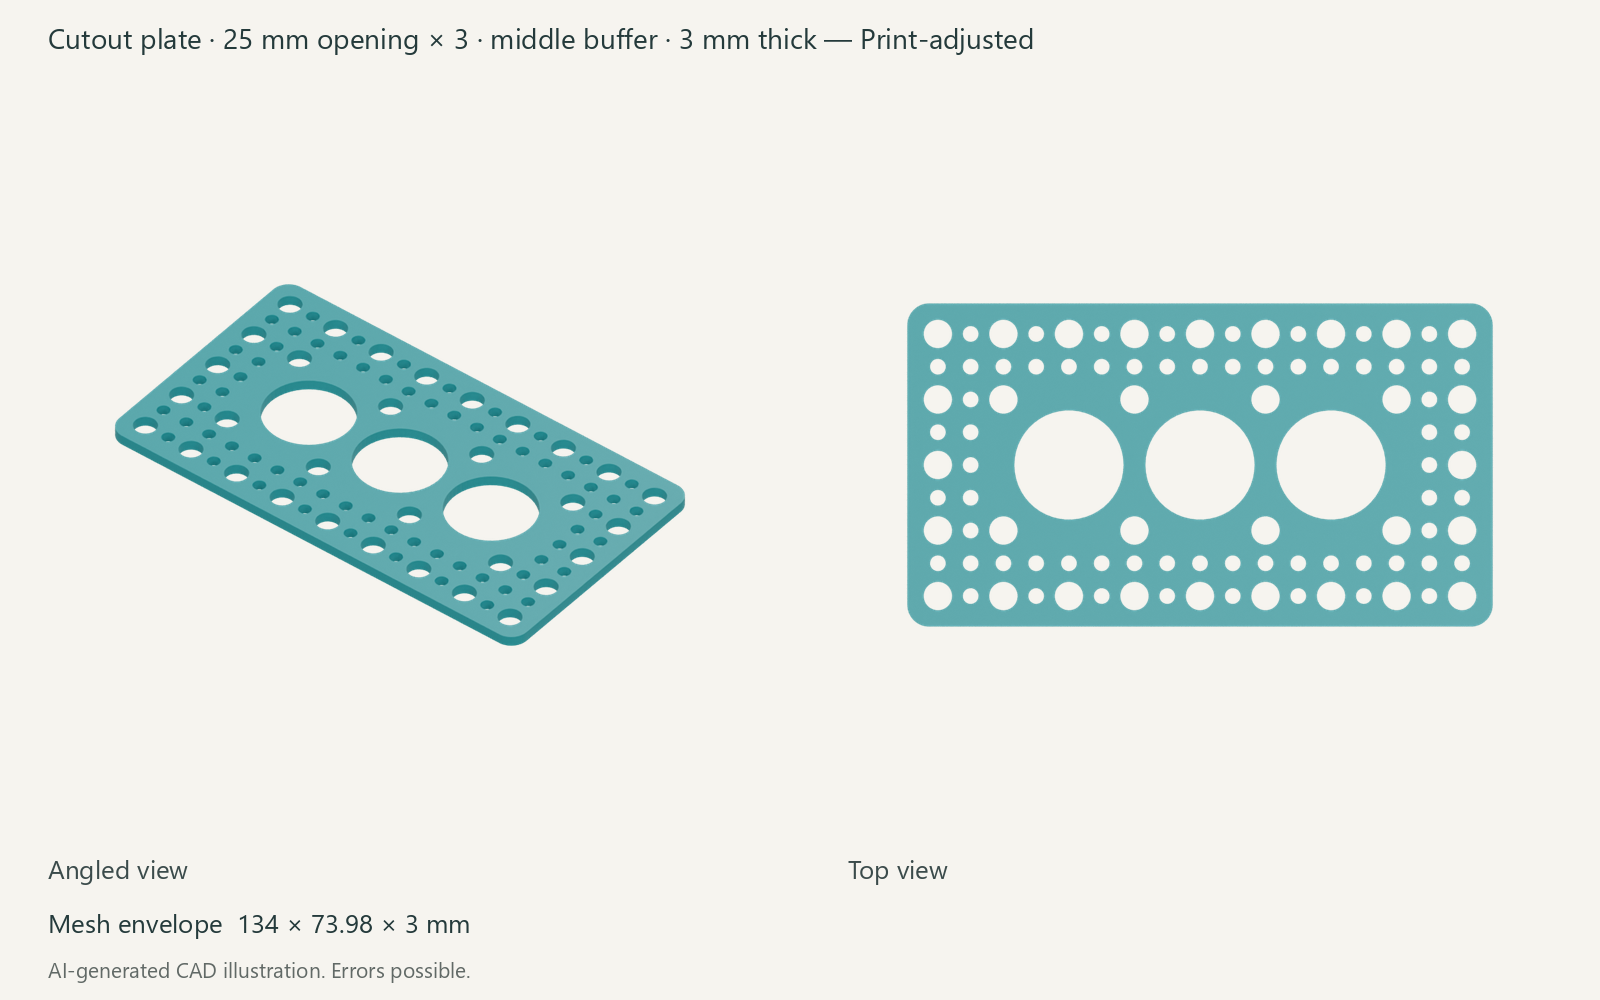 Cutout plate · 25 mm opening × 3 · middle buffer · 3 mm thick — Print-adjusted
Angled view
Top view
Mesh envelope 134 × 73.98 × 3 mm
AI-generated CAD illustration. Errors possible.